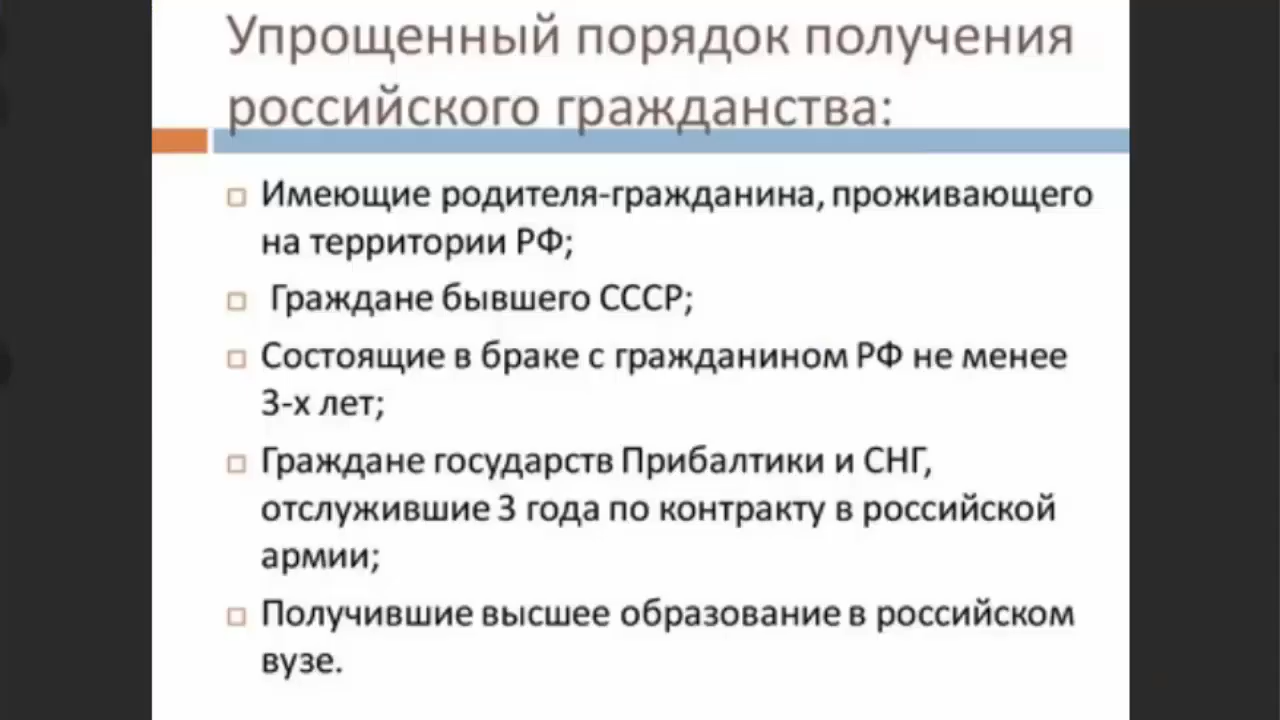 Упрощенный порядок получения
российского гражданства:
Имеющие родителя-гражданина, проживающего
на территории РФ;
Граждане бывшего СССР;
Состоящие в браке с гражданином РФ не менее
3-х лет;
Граждане государств Прибалтики и СНГ,
отслужившие 3 года по контракту в российской
армии;
Получившие высшее образование в российском
вузе.